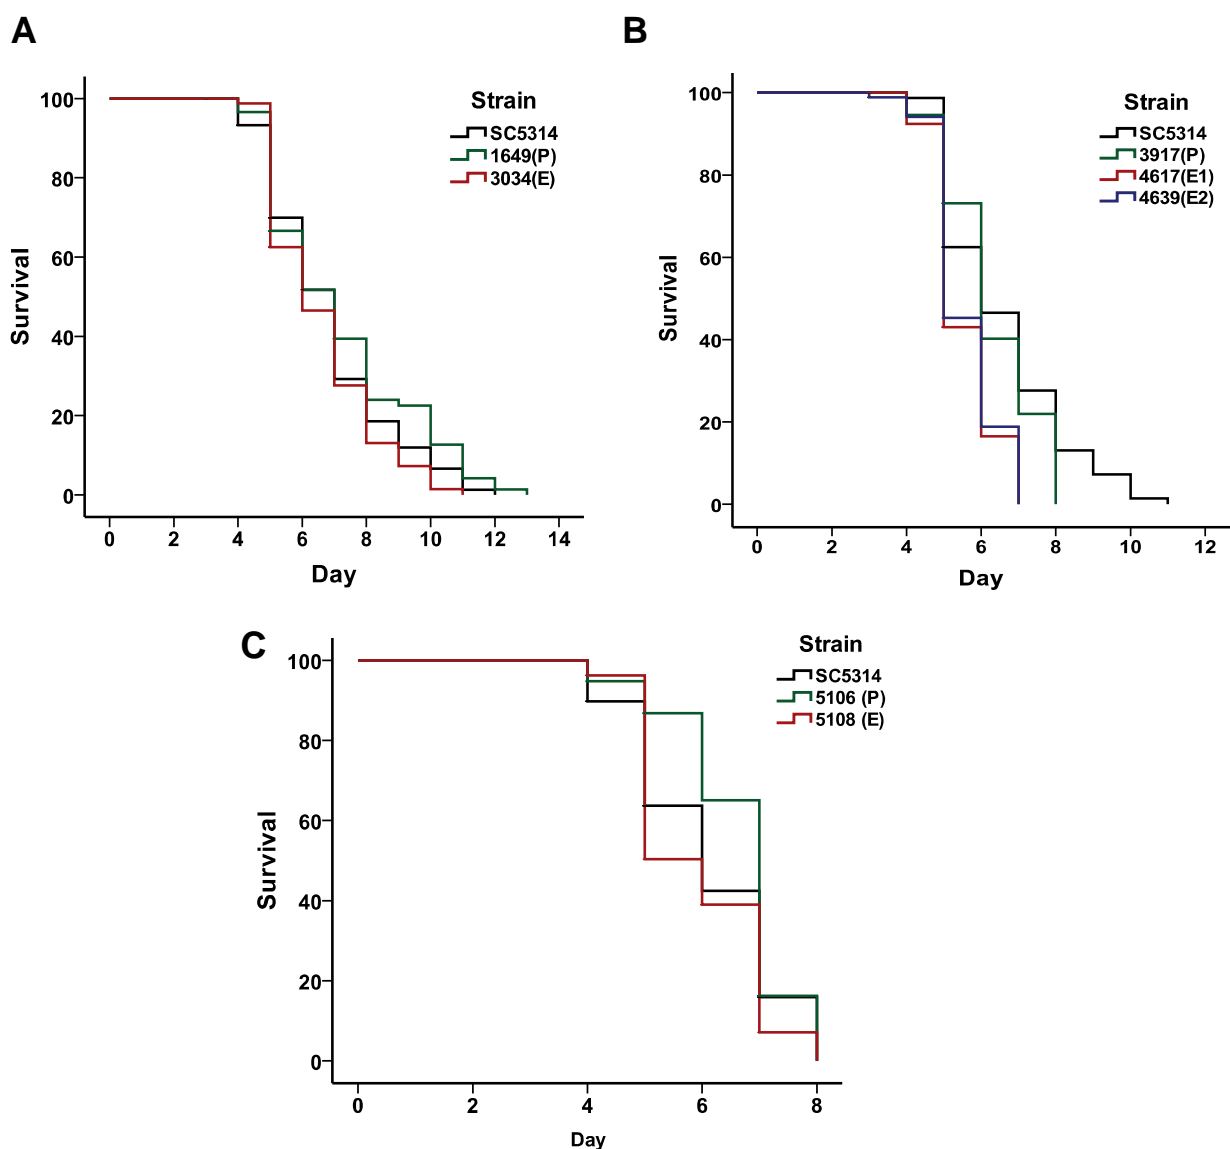 A
Strain
SC5314
1649(P)
3034(E)
100
80
60
40
20
0
Survival
0 2 4 6 8 10 12 14
Day
B
Strain
SC5314
3917(P)
4617(E1)
4639(E2)
100
80
60
40
20
0
Survival
0 2 4 6 8 10 12
Day
C
Strain
SC5314
5106 (P)
5108 (E)
100
80
60
40
20
0
Survival
0 2 4 6 8
Day